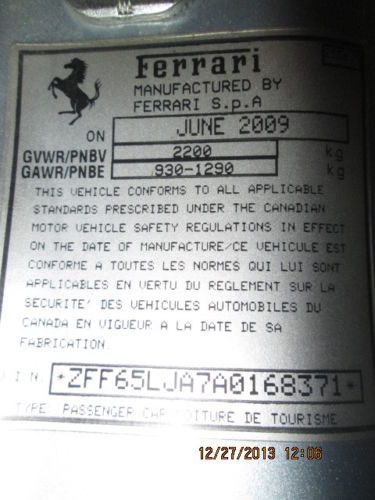 Ferrari
MANUFACTURED BY
FERRARI S.p.A
ON JUNE 2009
GVWR/PNBV 2200 kg
GAWR/PNBE 930-1290 kg
THIS VEHICLE CONFORMS TO ALL APPLICABLE
STANDARDS PRESCRIBED UNDER THE CANADIAN
MOTOR VEHICLE SAFETY REGULATIONS IN EFFECT
ON THE DATE OF MANUFACTURE/CE VEHICULE EST
CONFORME A TOUTES LES NORMES QUI LUI SONT
APPLICABLES EN VERTU DU REGLEMENT SUR LA
SECURITE' DES VEHICULES AUTOMOBILES DU
CANADA EN VIGUEUR A LA DATE DE SA
FABRICATION
V I N *ZFF65LJA7A0168371*
TYPE: PASSENGER CAR/VOITURE DE TOURISME
12/27/2013 12:06